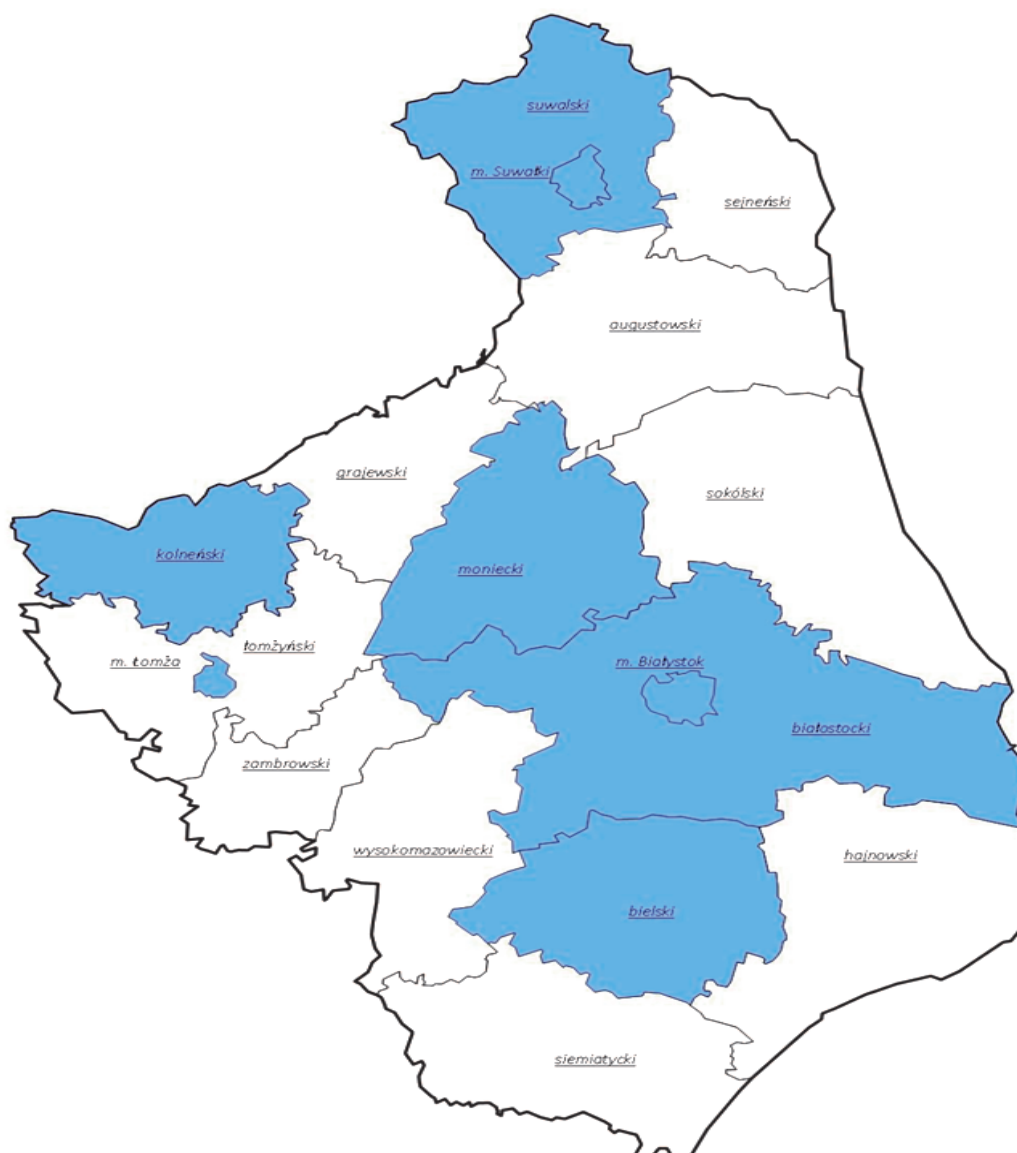 suwalski
m. Suwałki
sejneński
augustowski
grajewski
sokólski
kolneński
moniecki
łomżyński
m. Łomża
m. Białystok
białostocki
zambrowski
wysokomazowiecki
hajnowski
bielski
siemiatycki